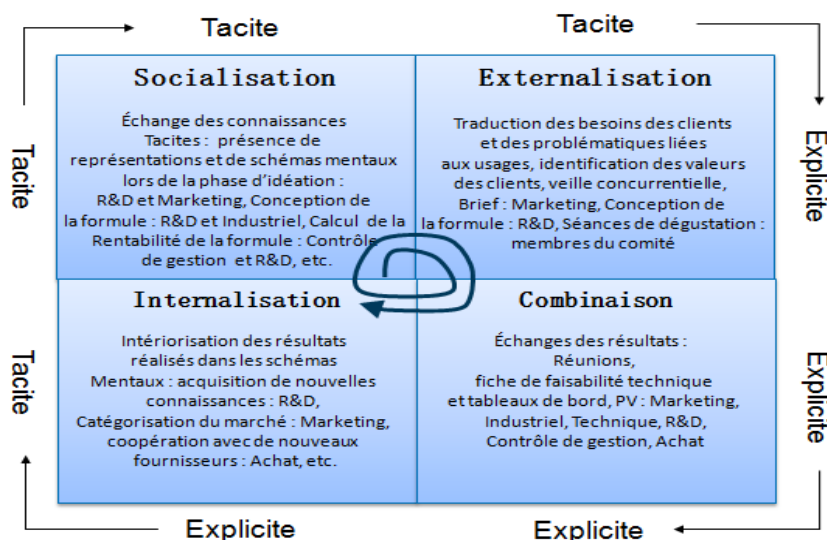 Tacite
Tacite
Tacite
Socialisation
Échange des connaissances
Tacites : présence de
représentations et de schémas mentaux
lors de la phase d’idéation :
R&D et Marketing, Conception de
la formule : R&D et Industriel, Calcul de la
Rentabilité de la formule : Contrôle
de gestion et R&D, etc.
Externalisation
Traduction des besoins des clients
et des problématiques liées
aux usages, identification des valeurs
des clients, veille concurrentielle,
Brief : Marketing, Conception de
la formule : R&D, Séances de dégustation :
membres du comité
Explicite
Tacite
Internalisation
Intériorisation des résultats
réalisés dans les schémas
Mentaux : acquisition de nouvelles
connaissances : R&D,
Catégorisation du marché : Marketing,
coopération avec de nouveaux
fournisseurs : Achat, etc.
Combinaison
Échanges des résultats :
Réunions,
fiche de faisabilité technique
et tableaux de bord, PV : Marketing,
Industriel, Technique, R&D,
Contrôle de gestion, Achat
Explicite
Explicite
Explicite